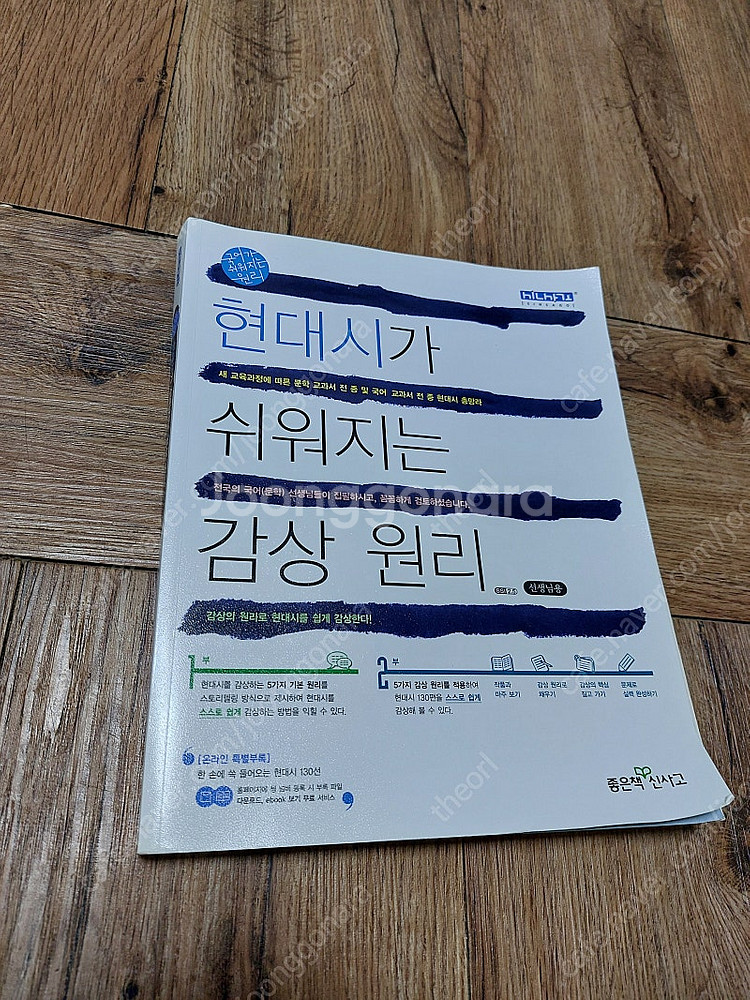 국어가
쉬워지는
원리
SINSAGO
현대시가
새 교육과정에 따른 문학 교과서 전 종 및 국어 교과서 전 종 현대시 총망라
쉬워지는
전국의 국어(문학) 선생님들이 집필하시고, 꼼꼼하게 검토하셨습니다.
Joonggonara
감상 원리
선생님용
감상의 원리로 현대시를 쉽게 감상한다!
1부
현대시를 감상하는 5가지 기본 원리를
스토리텔링 방식으로 제시하여 현대시를
스스로 쉽게 감상하는 방법을 익힐 수 있다.
2부
5가지 감상 원리를 적용하여
현대시 130편을 스스로 쉽게
감상해 볼 수 있다.
작품과
마주 보기
감상 원리로
채우기
감상의 핵심
짚고 가기
문제로
실력 완성하기
[온라인 특별부록]
한 손에 쏙 들어오는 현대시 130선
다운로드, ebook 보기 무료 서비스
좋은책 신사고
cafe.naver.com/joonggonara
theorl